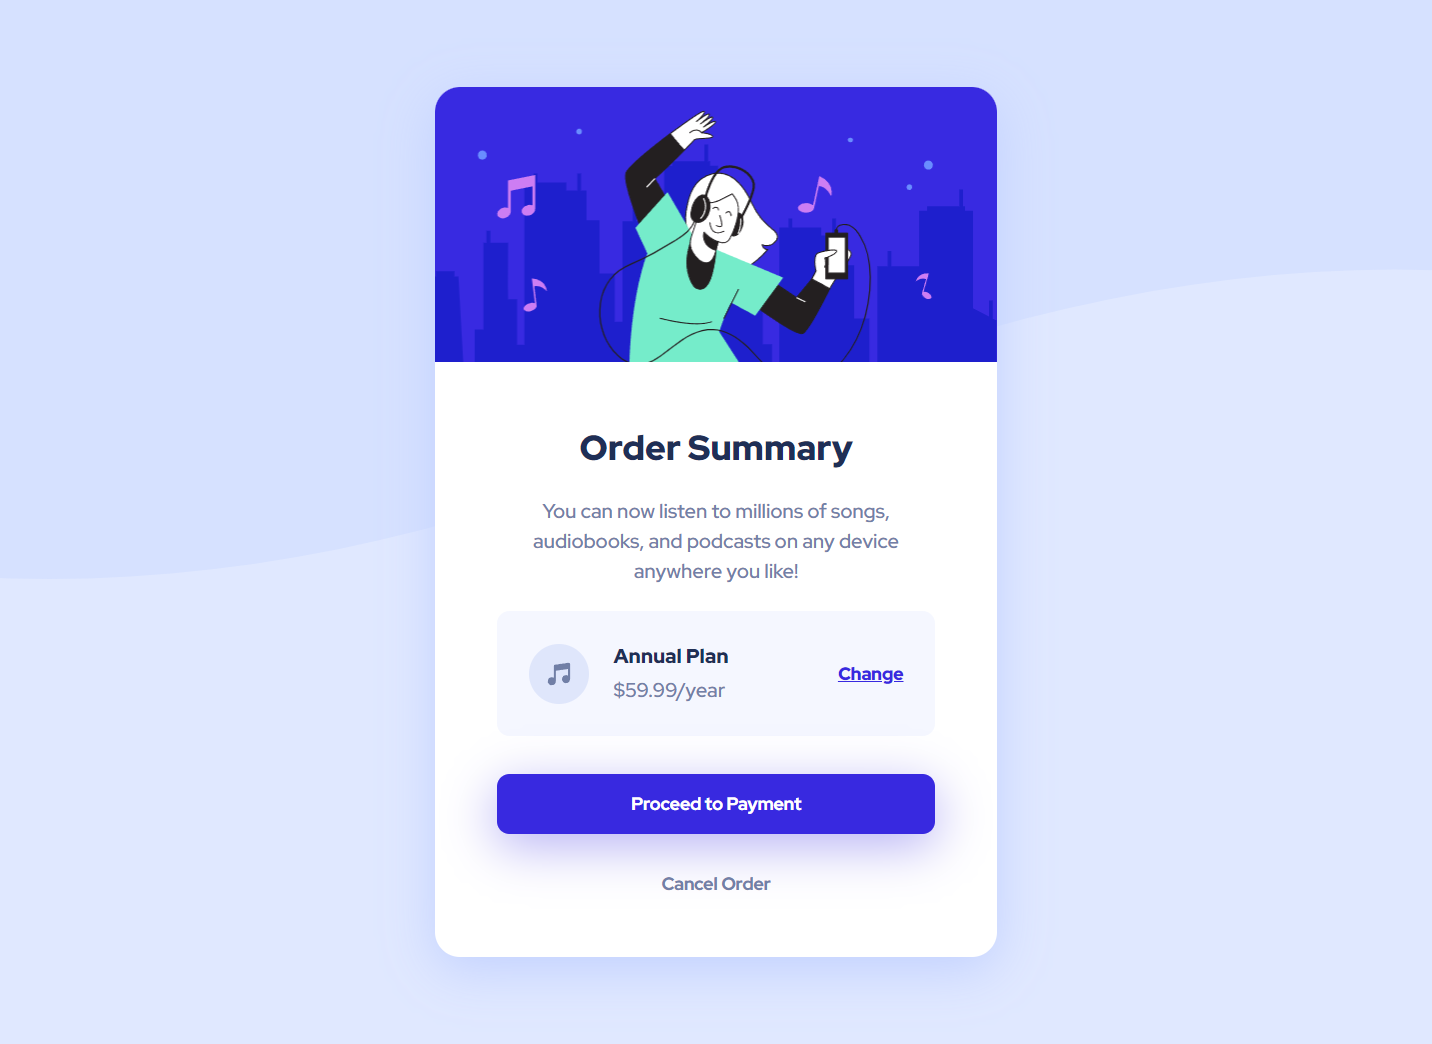 Order Summary
You can now listen to millions of songs,
audiobooks, and podcasts on any device
anywhere you like!
Annual Plan
$59.99/year
Change
Proceed to Payment
Cancel Order